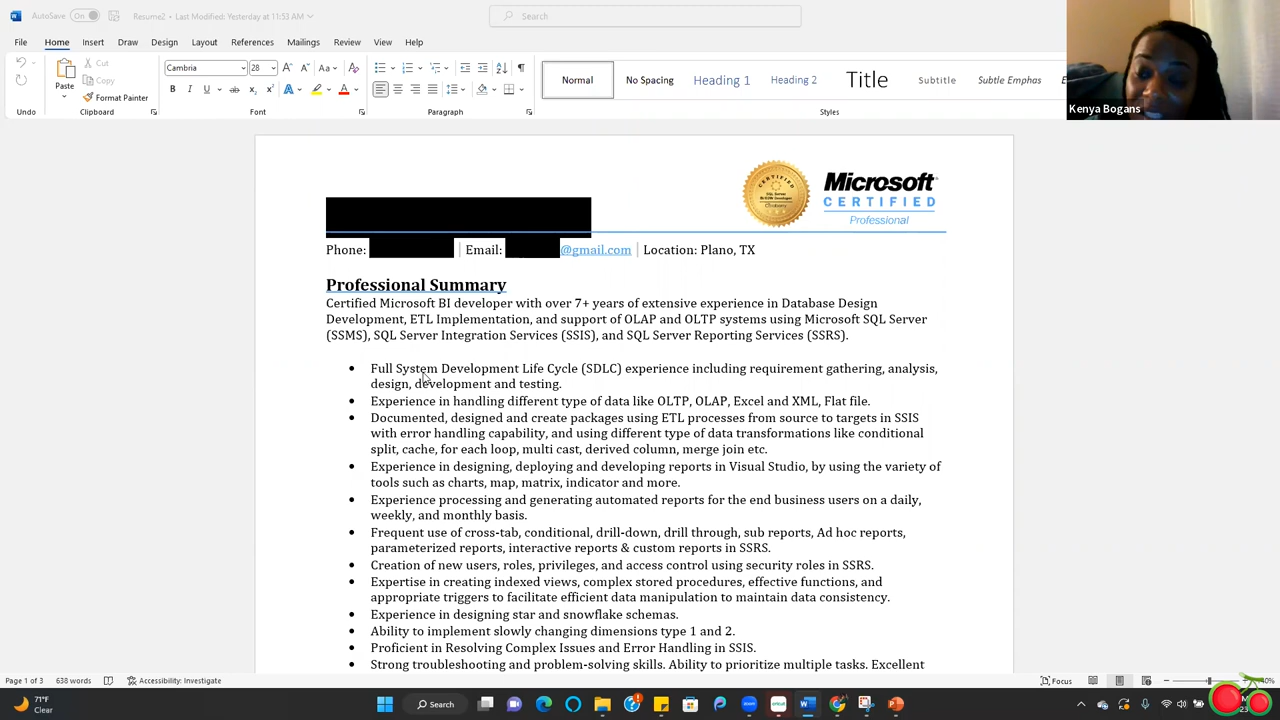 AutoSave On Resume2 - Last Modified: Yesterday at 11:53 AM Search
File Home Insert Draw Design Layout References Mailings Review View Help
Cut
Copy
Paste Format Painter
Cambria 28
Normal No Spacing Heading 1 Heading 2 Title Subtitle Subtle Emphas
Undo Clipboard Font Paragraph Styles
Kenya Bogans
CERTIFIED
Microsoft
CERTIFIED
Professional
Phone: Email: @gmail.com Location: Plano, TX
Professional Summary
Certified Microsoft BI developer with over 7+ years of extensive experience in Database Design
Development, ETL Implementation, and support of OLAP and OLTP systems using Microsoft SQL Server
(SSMS), SQL Server Integration Services (SSIS), and SQL Server Reporting Services (SSRS).
• Full System Development Life Cycle (SDLC) experience including requirement gathering, analysis,
design, development and testing.
• Experience in handling different type of data like OLTP, OLAP, Excel and XML, Flat file.
• Documented, designed and create packages using ETL processes from source to targets in SSIS
with error handling capability, and using different type of data transformations like conditional
split, cache, for each loop, multi cast, derived column, merge join etc.
• Experience in designing, deploying and developing reports in Visual Studio, by using the variety of
tools such as charts, map, matrix, indicator and more.
• Experience processing and generating automated reports for the end business users on a daily,
weekly, and monthly basis.
• Frequent use of cross-tab, conditional, drill-down, drill through, sub reports, Ad hoc reports,
parameterized reports, interactive reports & custom reports in SSRS.
• Creation of new users, roles, privileges, and access control using security roles in SSRS.
• Expertise in creating indexed views, complex stored procedures, effective functions, and
appropriate triggers to facilitate efficient data manipulation to maintain data consistency.
• Experience in designing star and snowflake schemas.
• Ability to implement slowly changing dimensions type 1 and 2.
• Proficient in Resolving Complex Issues and Error Handling in SSIS.
• Strong troubleshooting and problem-solving skills. Ability to prioritize multiple tasks. Excellent
Page 1 of 3 638 words Accessibility: Investigate Focus
71°F
Clear
Search